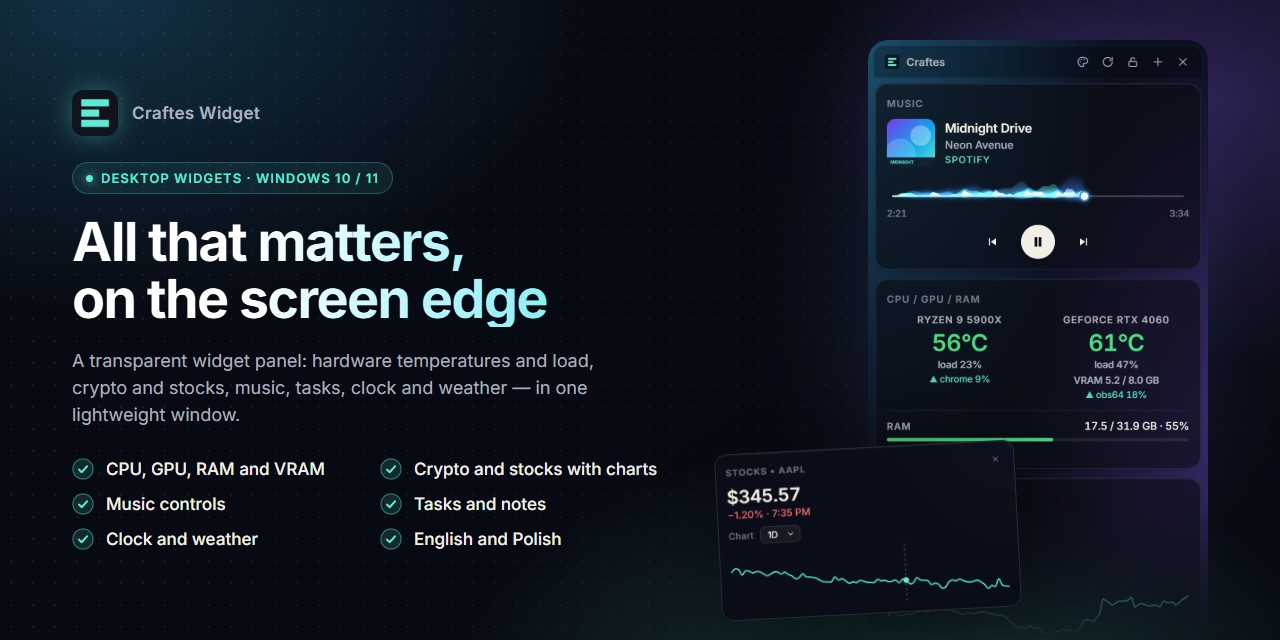 Craftes Widget
DESKTOP WIDGETS · WINDOWS 10 / 11
All that matters,
on the screen edge
A transparent widget panel: hardware temperatures and load,
crypto and stocks, music, tasks, clock and weather — in one
lightweight window.
CPU, GPU, RAM and VRAM
Crypto and stocks with charts
Music controls
Tasks and notes
Clock and weather
English and Polish
Craftes
MUSIC
MIDNIGHT
Midnight Drive
Neon Avenue
SPOTIFY
2:21
3:34
CPU / GPU / RAM
RYZEN 9 5900X
56°C
load 23%
▲ chrome 9%
GEFORCE RTX 4060
61°C
load 47%
VRAM 5.2 / 8.0 GB
▲ obs64 18%
RAM
17.5 / 31.9 GB · 55%
STOCKS • AAPL
$345.57
−1.20% · 7:35 PM
Chart 1D